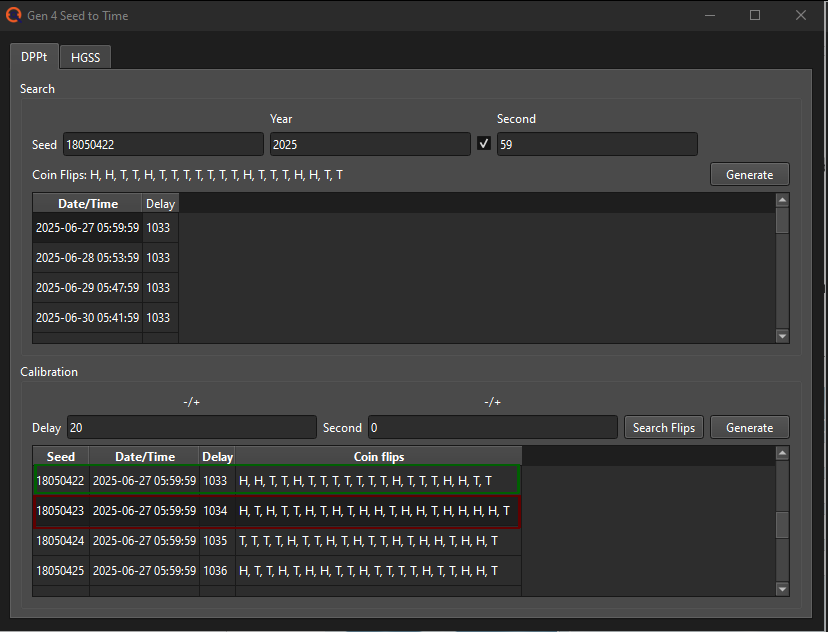 Gen 4 Seed to Time
DPPt HGSS
Search
Year Second
Seed 18050422 2025 59
Coin Flips: H, H, T, T, H, T, T, T, T, T, T, T, H, T, T, T, H, H, T, T Generate
Date/Time Delay
2025-06-27 05:59:59 1033
2025-06-28 05:53:59 1033
2025-06-29 05:47:59 1033
2025-06-30 05:41:59 1033
Calibration
-/+ -/+
Delay 20 Second 0 Search Flips Generate
Seed Date/Time Delay Coin flips
18050422 2025-06-27 05:59:59 1033 H, H, T, T, H, T, T, T, T, T, T, T, H, T, T, T, H, H, T, T
18050423 2025-06-27 05:59:59 1034 H, T, H, T, T, H, T, H, T, H, H, T, H, H, T, H, H, H, H, T
18050424 2025-06-27 05:59:59 1035 T, T, T, T, H, T, T, H, T, H, T, T, H, T, H, H, T, H, H, T
18050425 2025-06-27 05:59:59 1036 H, T, T, H, T, H, H, T, T, H, T, T, T, T, H, T, T, H, H, T